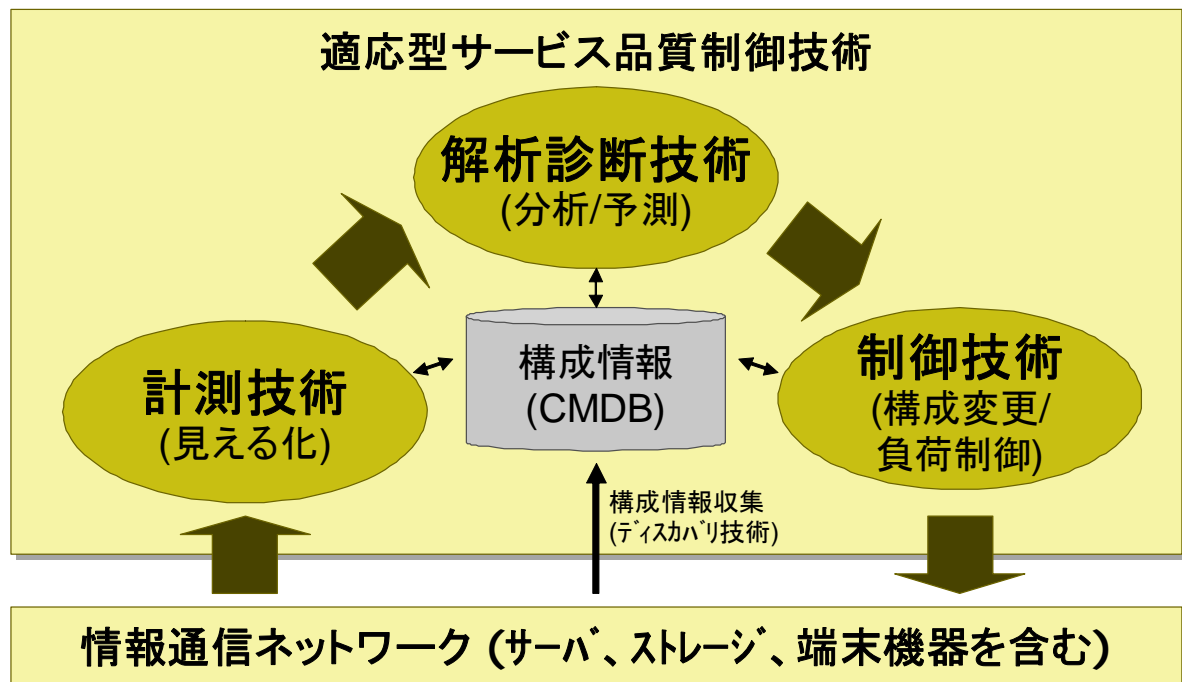 適応型サービス品質制御技術
解析診断技術
(分析/予測)
計測技術
(見える化)
構成情報
(CMDB)
制御技術
(構成変更/
負荷制御)
構成情報収集
(ﾃﾞｨｽｶﾊﾞﾘ技術)
情報通信ネットワーク (ｻｰﾊﾞ、ｽﾄﾚｰｼﾞ、端末機器を含む)